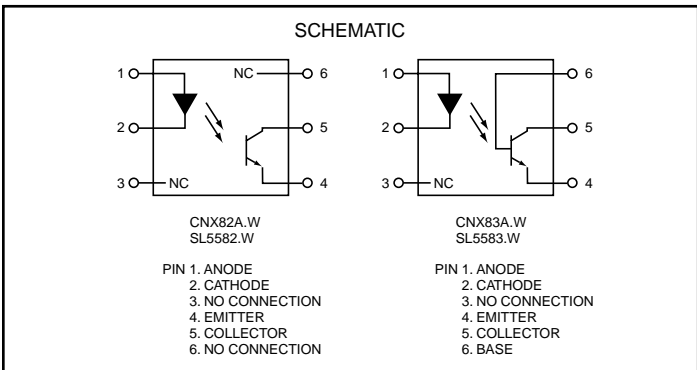 SCHEMATIC
1 NC 6
2 5
3 NC 4
CNX82A.W
SL5582.W
PIN 1. ANODE
2. CATHODE
3. NO CONNECTION
4. EMITTER
5. COLLECTOR
6. NO CONNECTION
1 6
2 5
3 NC 4
CNX83A.W
SL5583.W
PIN 1. ANODE
2. CATHODE
3. NO CONNECTION
4. EMITTER
5. COLLECTOR
6. BASE